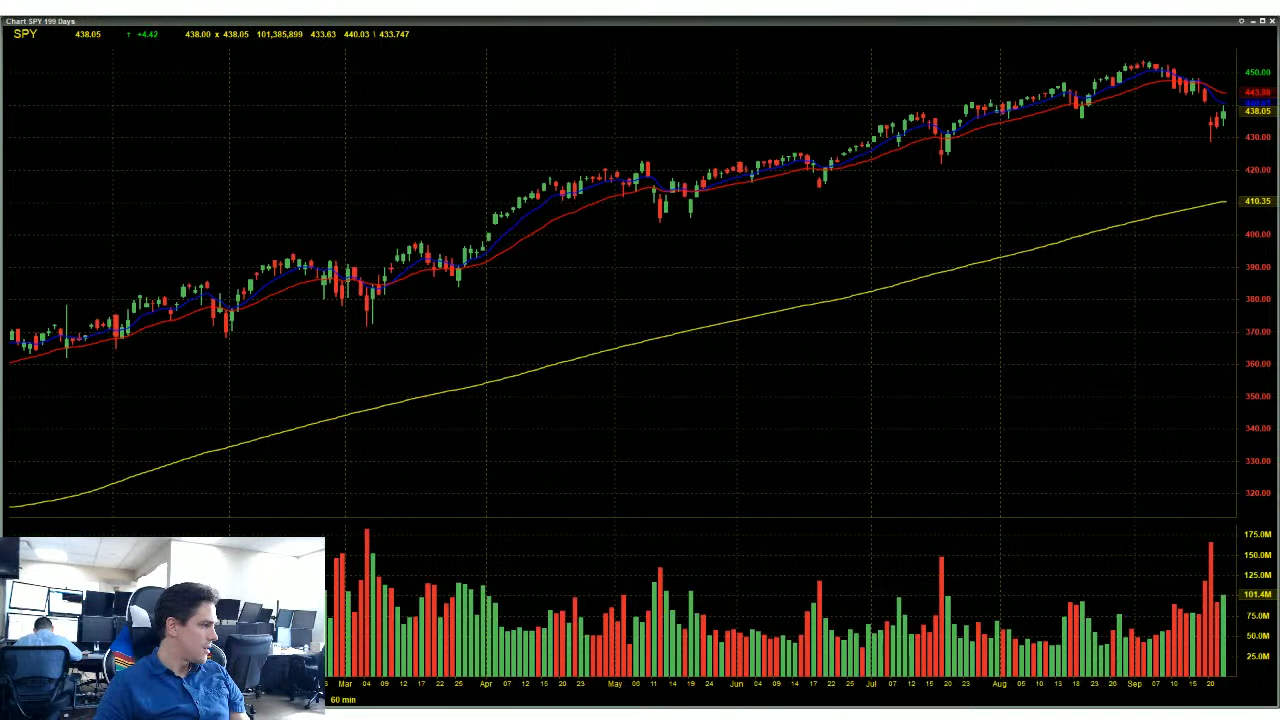 Chart SPY 199 Days
SPY 438.05 ↑ +4.42 438.00 x 438.05 101,385,899 433.63 440.03 \ 433.747
450.00
443.88
438.05
430.00
420.00
410.35
400.00
390.00
380.00
370.00
360.00
350.00
340.00
330.00
320.00
175.0M
150.0M
125.0M
101.4M
75.0M
50.0M
25.0M
Mar 04 09 12 17 22 25 Apr 07 12 15 20 23 May 06 11 14 19 24 Jun 04 09 14 17 22 25 Jul 07 12 15 20 23 Aug 05 10 13 18 23 26 Sep 07 10 15 20
60 min